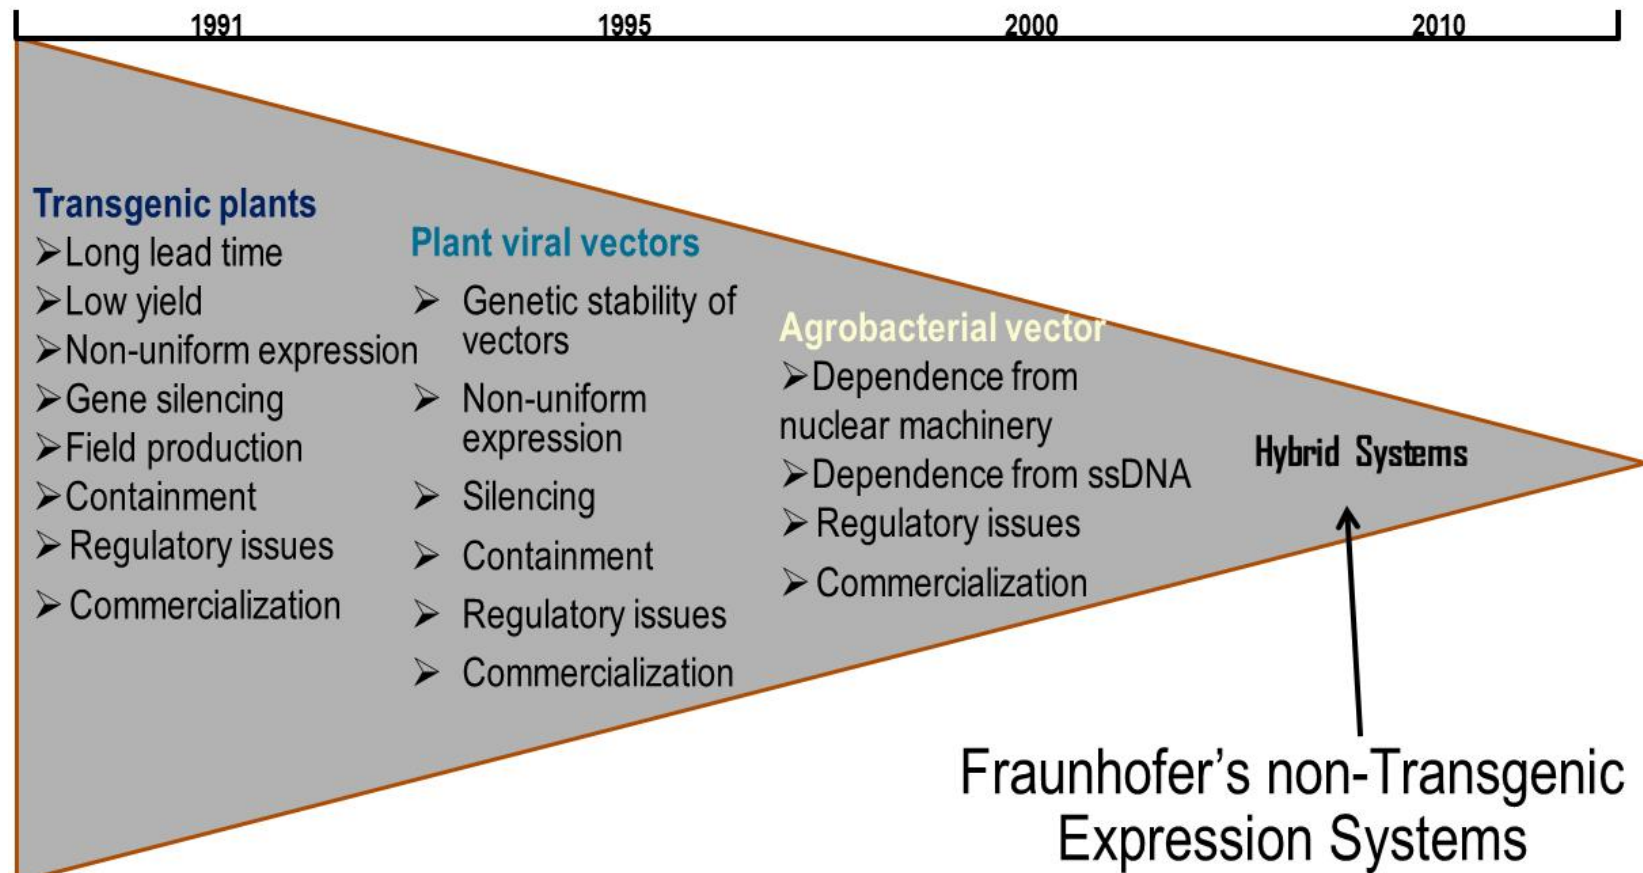 1991 1995 2000 2010
Transgenic plants
➢Long lead time
➢Low yield
➢Non-uniform expression
➢Gene silencing
➢Field production
➢Containment
➢Regulatory issues
➢Commercialization
Plant viral vectors
➢ Genetic stability of
vectors
➢ Non-uniform
expression
➢ Silencing
➢ Containment
➢ Regulatory issues
➢ Commercialization
Agrobacterial vector
➢Dependence from
nuclear machinery
➢Dependence from ssDNA
➢Regulatory issues
➢Commercialization
Hybrid Systems
Fraunhofer’s non-Transgenic
Expression Systems